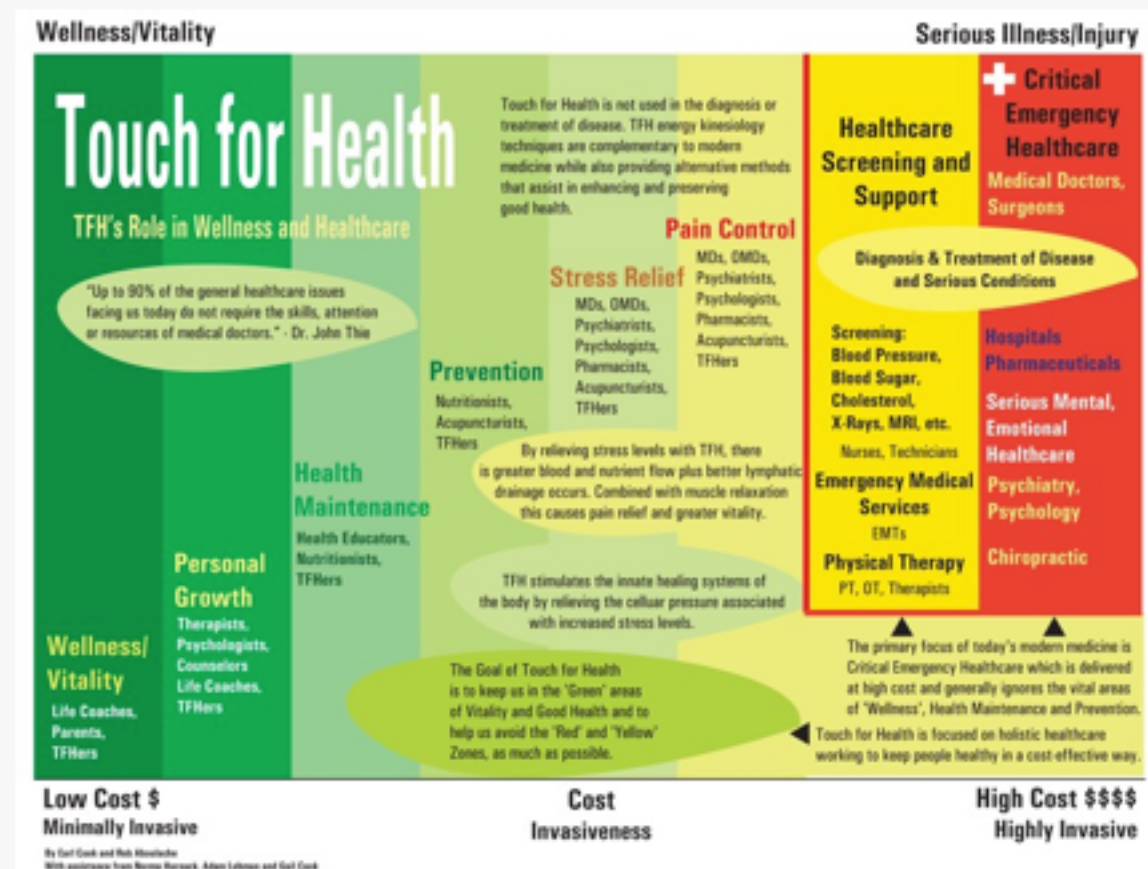 Wellness/Vitality
Serious Illness/Injury
Touch for Health
TFH's Role in Wellness and Healthcare
"Up to 90% of the general healthcare issues
facing us today do not require the skills, attention
or resources of medical doctors." - Dr. John Thie
Touch for Health is not used in the diagnosis or
treatment of disease. TFH energy kinesiology
techniques are complementary to modern
medicine while also providing alternative methods
that assist in enhancing and preserving
good health.
Wellness/
Vitality
Life Coaches,
Parents,
TFHers
Personal
Growth
Therapists,
Psychologists,
Counselors
Life Coaches,
TFHers
Health
Maintenance
Health Educators,
Nutritionists,
TFHers
Prevention
Nutritionists,
Acupuncturists,
TFHers
Stress Relief
MDs, OMDs,
Psychiatrists,
Psychologists,
Pharmacists,
Acupuncturists,
TFHers
Pain Control
MDs, OMDs,
Psychiatrists,
Psychologists,
Pharmacists,
Acupuncturists,
TFHers
By relieving stress levels with TFH, there
is greater blood and nutrient flow plus better lymphatic
drainage occurs. Combined with muscle relaxation
this causes pain relief and greater vitality.
TFH stimulates the innate healing systems of
the body by relieving the celluar pressure associated
with increased stress levels.
The Goal of Touch for Health
is to keep us in the "Green" areas
of Vitality and Good Health and to
help us avoid the "Red" and "Yellow"
Zones, as much as possible.
Healthcare
Screening and
Support
Critical
Emergency
Healthcare
Medical Doctors,
Surgeons
Diagnosis & Treatment of Disease
and Serious Conditions
Screening:
Blood Pressure,
Blood Sugar,
Cholesterol,
X-Rays, MRI, etc.
Nurses, Technicians
Emergency Medical
Services
EMTs
Physical Therapy
PT, OT, Therapists
Hospitals
Pharmaceuticals
Serious Mental,
Emotional
Healthcare
Psychiatry,
Psychology
Chiropractic
The primary focus of today's modern medicine is
Critical Emergency Healthcare which is delivered
at high cost and generally ignores the vital areas
of "Wellness", Health Maintenance and Prevention.
Touch for Health is focused on holistic healthcare
working to keep people healthy in a cost-effective way.
Low Cost $
Minimally Invasive
Cost
Invasiveness
High Cost $$$$
Highly Invasive
By Earl Cook and Rob
With assistance from Norma Adam Lehman and Gail Cook